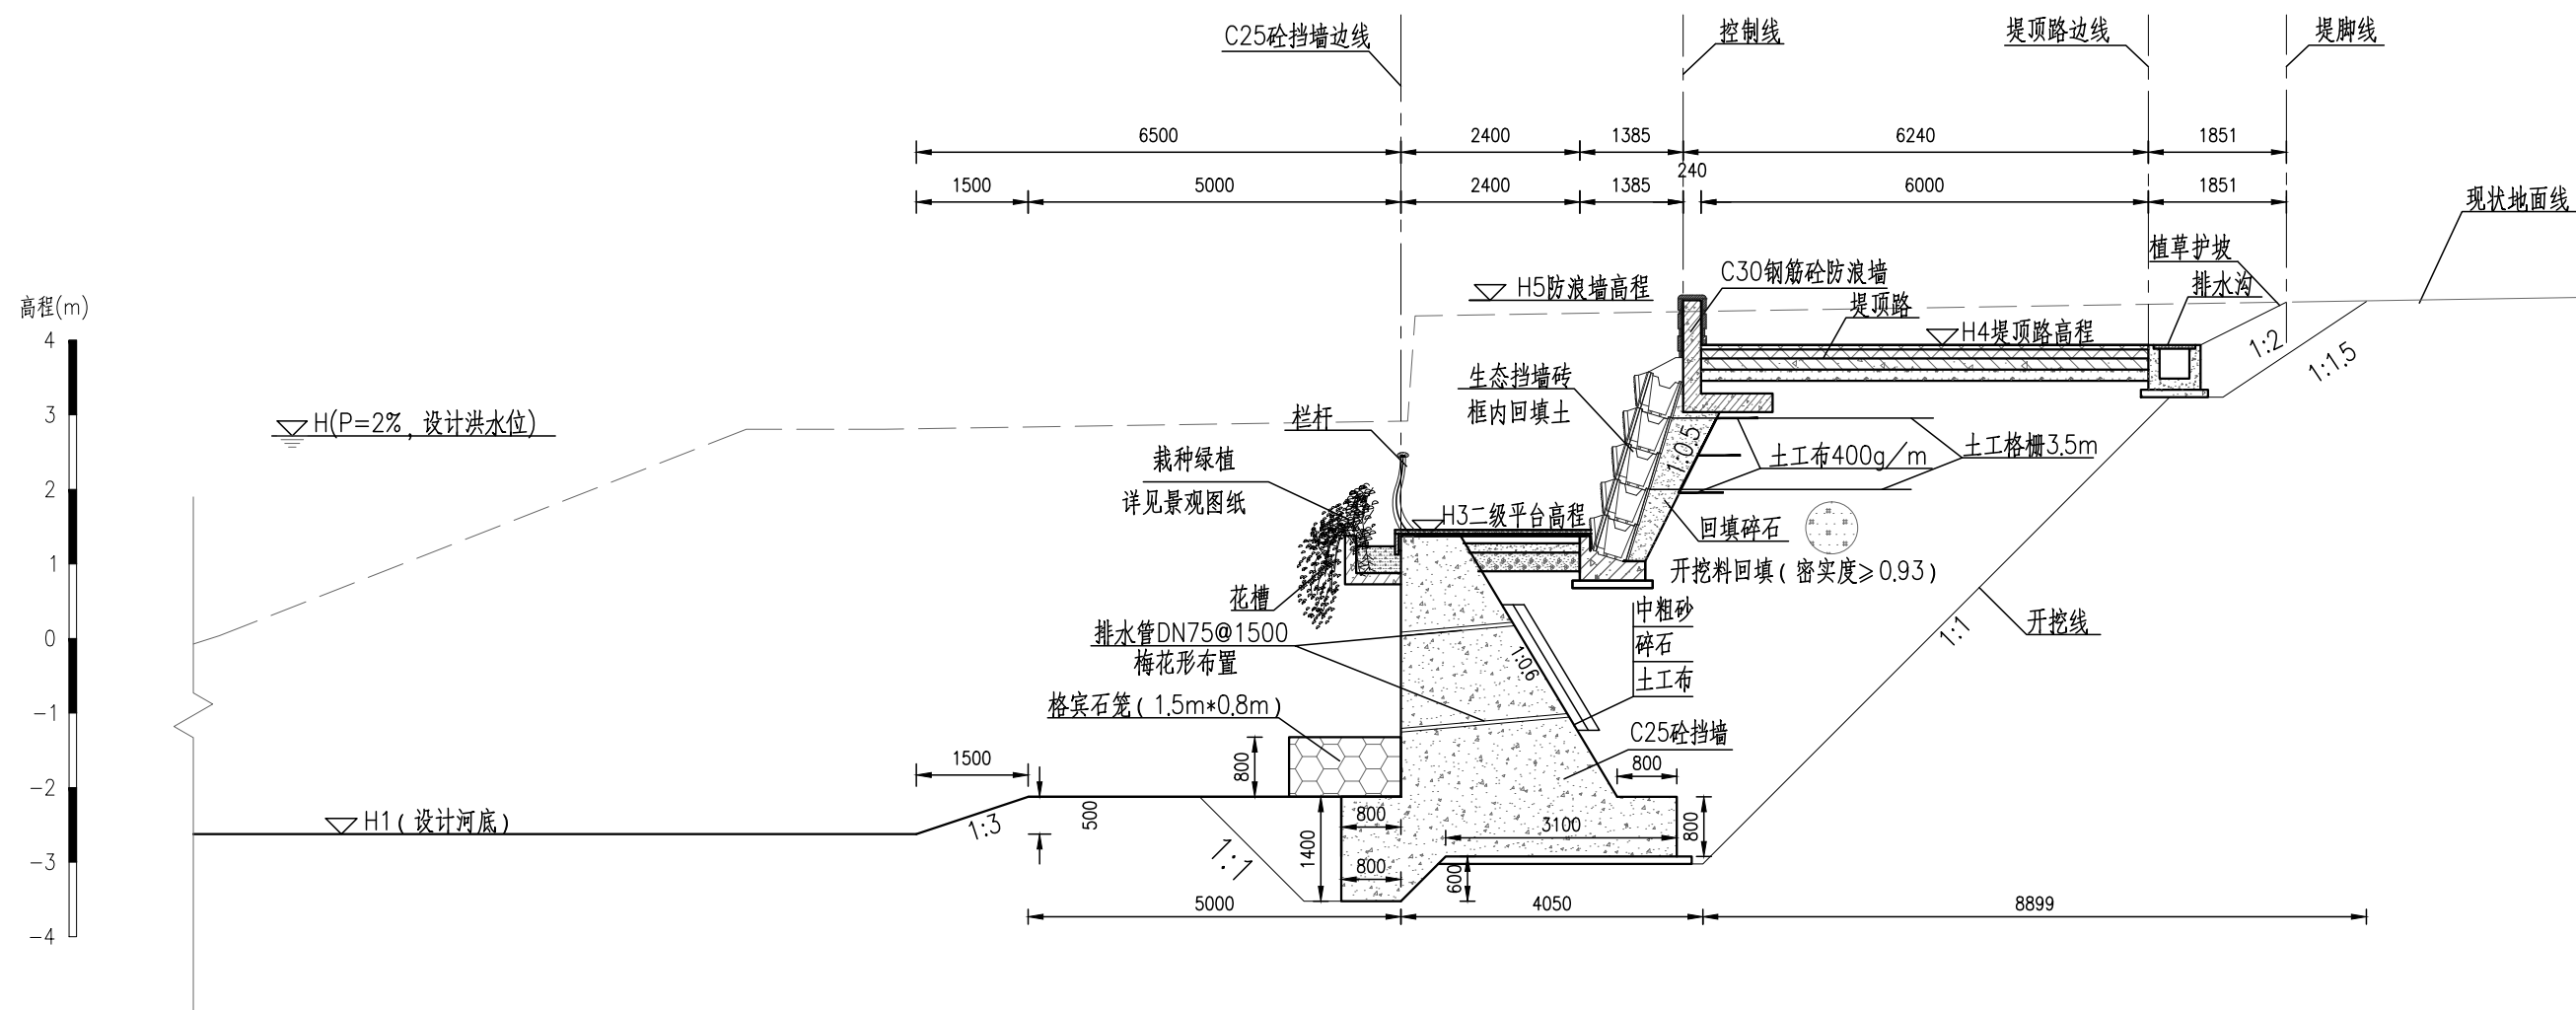 C25砼挡墙边线
控制线
堤顶路边线
堤脚线
6500
2400
1385
6240
1851
240
1500
5000
2400
1385
6000
1851
现状地面线
植草护坡
排水沟
C30钢筋砼防浪墙
H5防浪墙高程
堤顶路
H4堤顶路高程
高程(m)
4
3
2
1
0
-1
-2
-3
-4
1:2
1:1.5
生态挡墙砖
框内回填土
H(P=2%，设计洪水位)
栏杆
1:0.5
土工布400g/m
土工格栅3.5m
栽种绿植
详见景观图纸
H3二级平台高程
回填碎石
开挖料回填(密实度≥0.93)
花槽
中粗砂
碎石
土工布
排水管DN75@1500
梅花形布置
1:0.6
开挖线
1:1
格宾石笼(1.5m*0.8m)
C25砼挡墙
1500
800
800
H1(设计河底)
1:3
500
1:1
1400
800
3100
800
800
600
5000
4050
8899